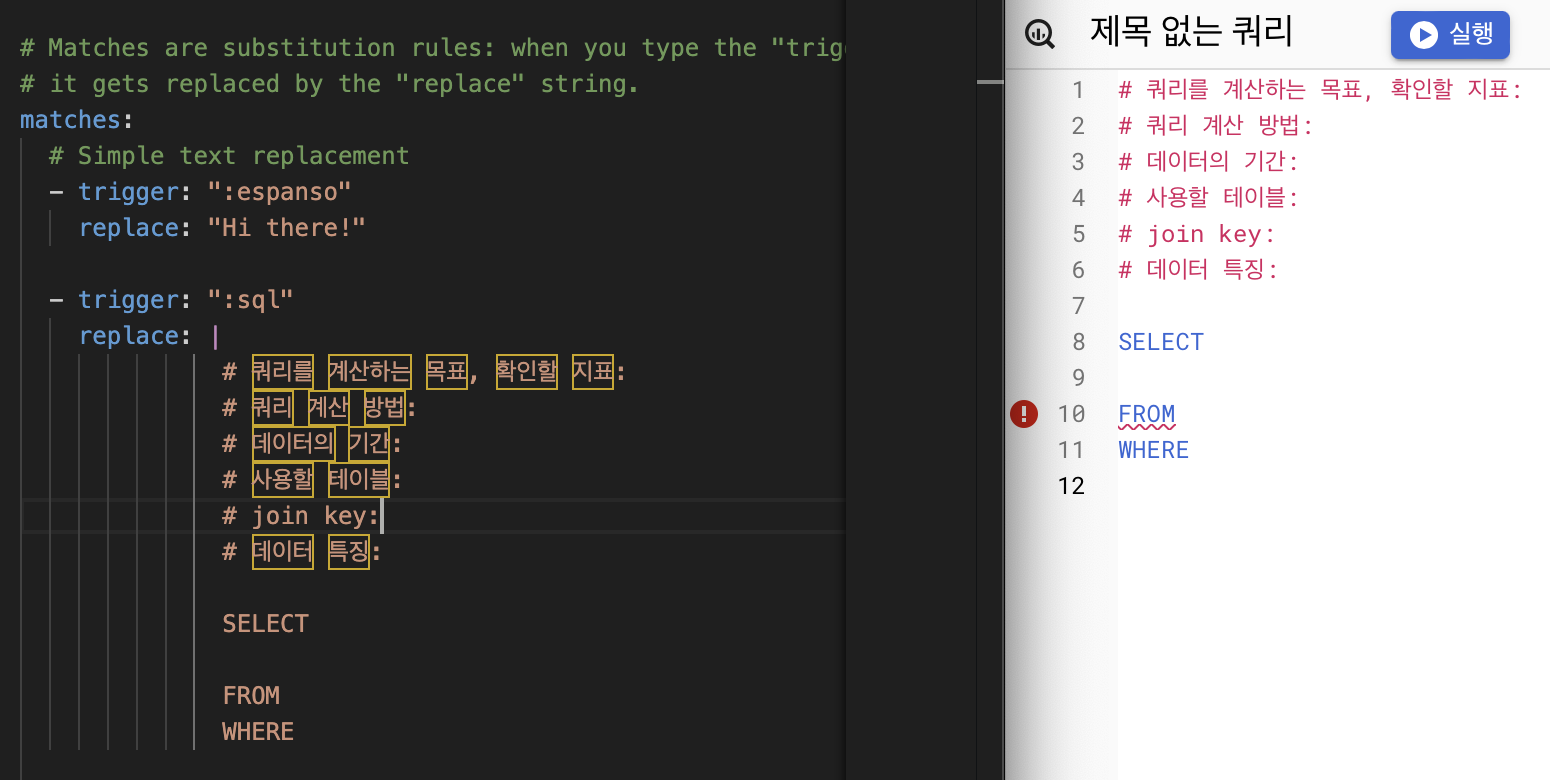 # Matches are substitution rules: when you type the "trig
# it gets replaced by the "replace" string.
matches:
# Simple text replacement
- trigger: ":espanso"
replace: "Hi there!"
- trigger: ":sql"
replace: |
# 쿼리를 계산하는 목표, 확인할 지표:
# 쿼리 계산 방법:
# 데이터의 기간:
# 사용할 테이블:
# join key:
# 데이터 특징:
SELECT
FROM
WHERE
제목 없는 쿼리
실행
1 # 쿼리를 계산하는 목표, 확인할 지표:
2 # 쿼리 계산 방법:
3 # 데이터의 기간:
4 # 사용할 테이블:
5 # join key:
6 # 데이터 특징:
7
8 SELECT
9
10 FROM
11 WHERE
12